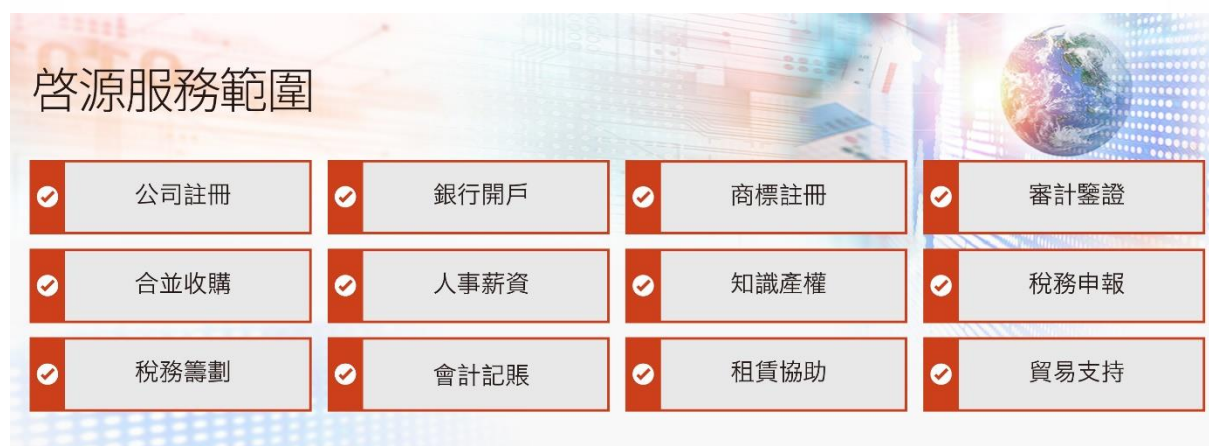 啓源服務範圍
公司註冊
銀行開戶
商標註冊
審計鑒證
合並收購
人事薪資
知識產權
稅務申報
稅務籌劃
會計記賬
租賃協助
貿易支持